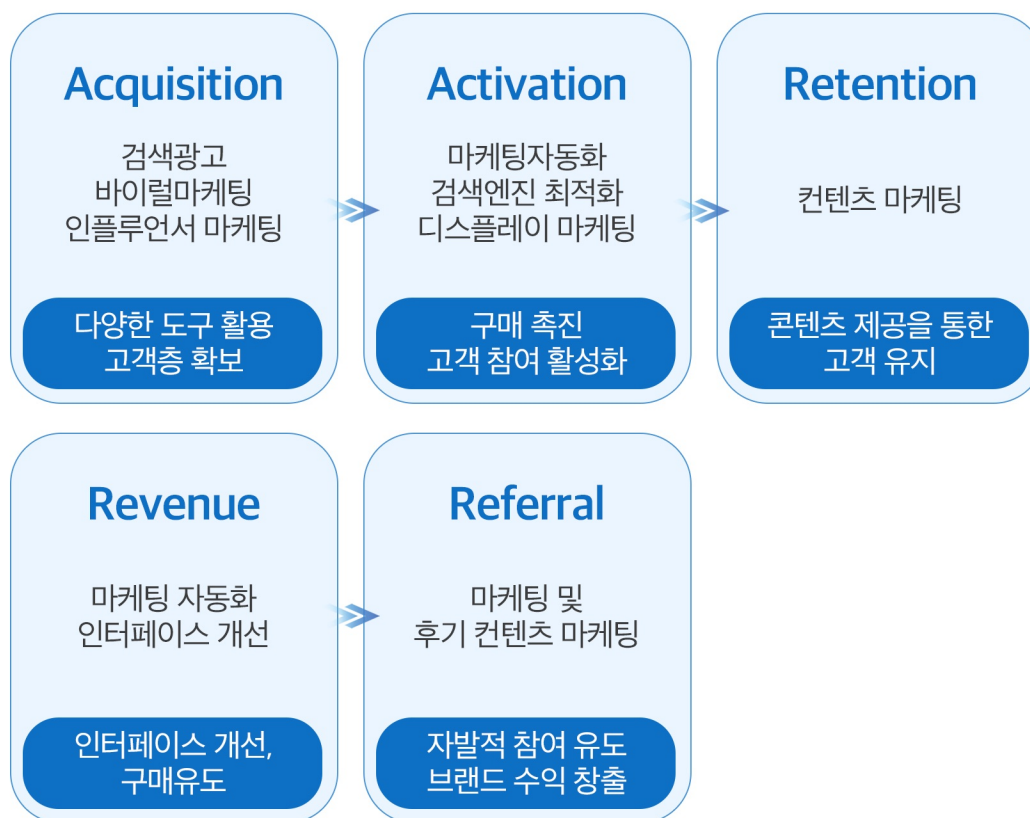 Acquisition
검색광고
바이럴마케팅
인플루언서 마케팅
다양한 도구 활용
고객층 확보
Activation
마케팅자동화
검색엔진 최적화
디스플레이 마케팅
구매 촉진
고객 참여 활성화
Retention
컨텐츠 마케팅
콘텐츠 제공을 통한
고객 유지
Revenue
마케팅 자동화
인터페이스 개선
인터페이스 개선,
구매유도
Referral
마케팅 및
후기 컨텐츠 마케팅
자발적 참여 유도
브랜드 수익 창출